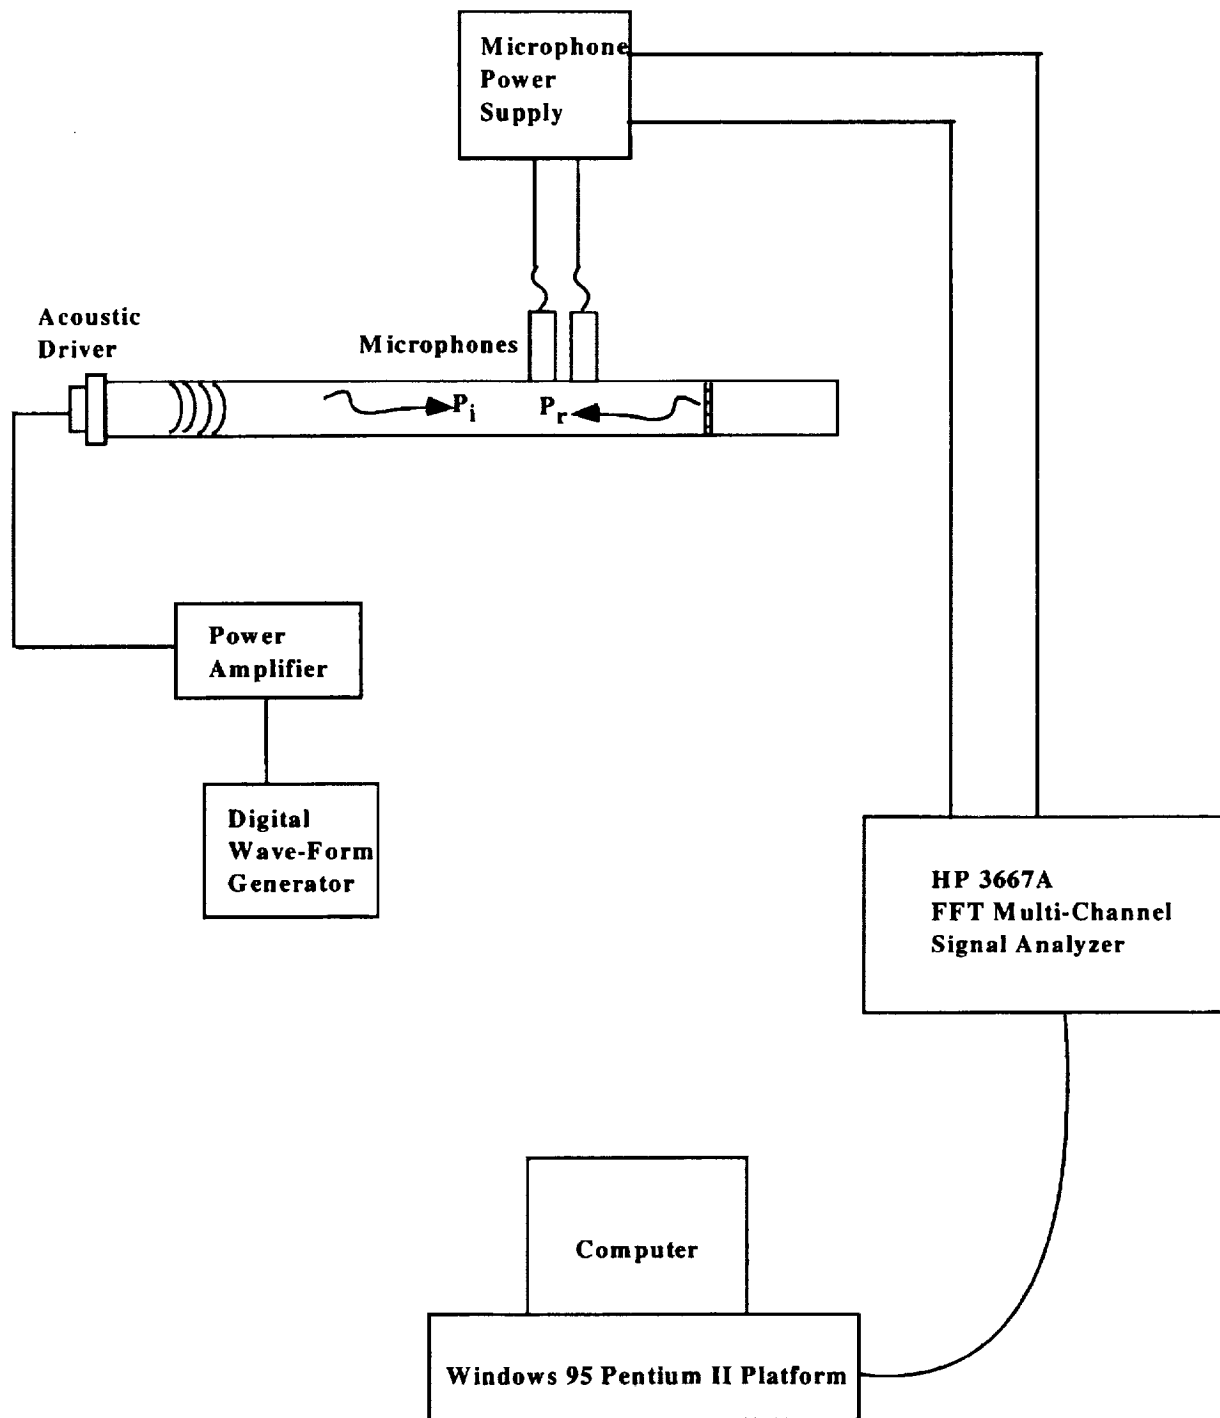 Microphone
Power
Supply
Acoustic
Driver
Microphones
Pi
Pr
Power
Amplifier
Digital
Wave-Form
Generator
HP 3667A
FFT Multi-Channel
Signal Analyzer
Computer
Windows 95 Pentium II Platform